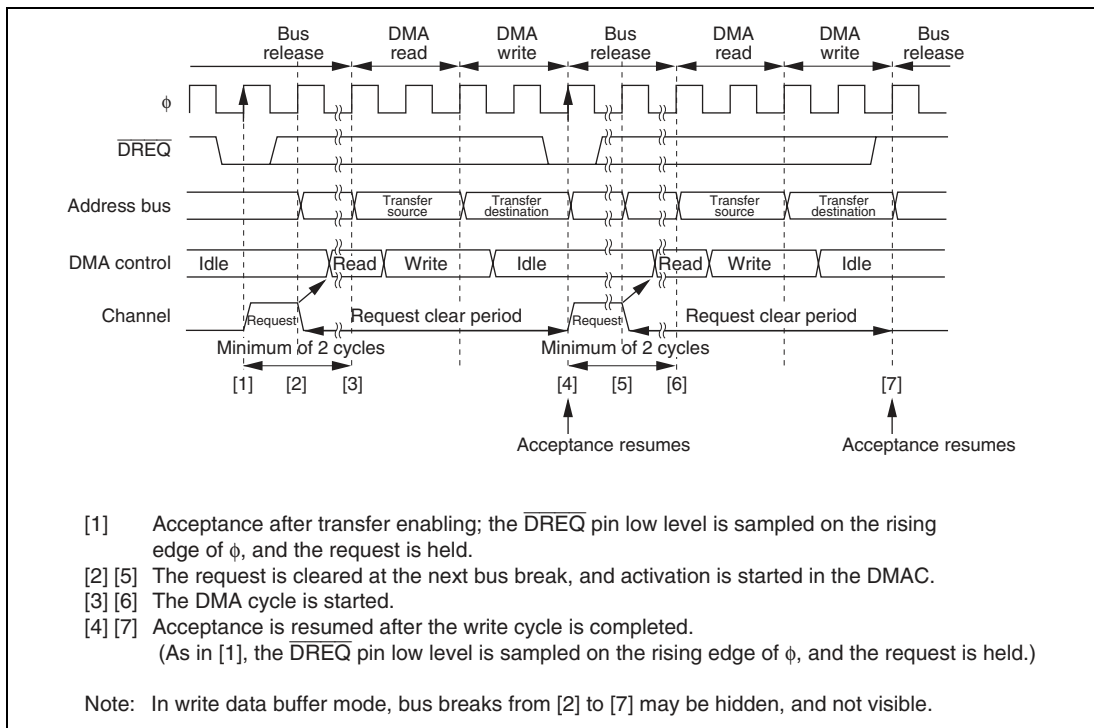 Bus release DMA read DMA write Bus release DMA read DMA write Bus release
φ
DREQ
Address bus Transfer source Transfer destination Transfer source Transfer destination
DMA control Idle Read Write Idle Read Write Idle
Channel Request Request clear period Request Request clear period
Minimum of 2 cycles Minimum of 2 cycles
[1] [2] [3] [4] [5] [6] [7]
Acceptance resumes Acceptance resumes
[1] Acceptance after transfer enabling; the DREQ pin low level is sampled on the rising
edge of φ, and the request is held.
[2] [5] The request is cleared at the next bus break, and activation is started in the DMAC.
[3] [6] The DMA cycle is started.
[4] [7] Acceptance is resumed after the write cycle is completed.
(As in [1], the DREQ pin low level is sampled on the rising edge of φ, and the request is held.)
Note: In write data buffer mode, bus breaks from [2] to [7] may be hidden, and not visible.